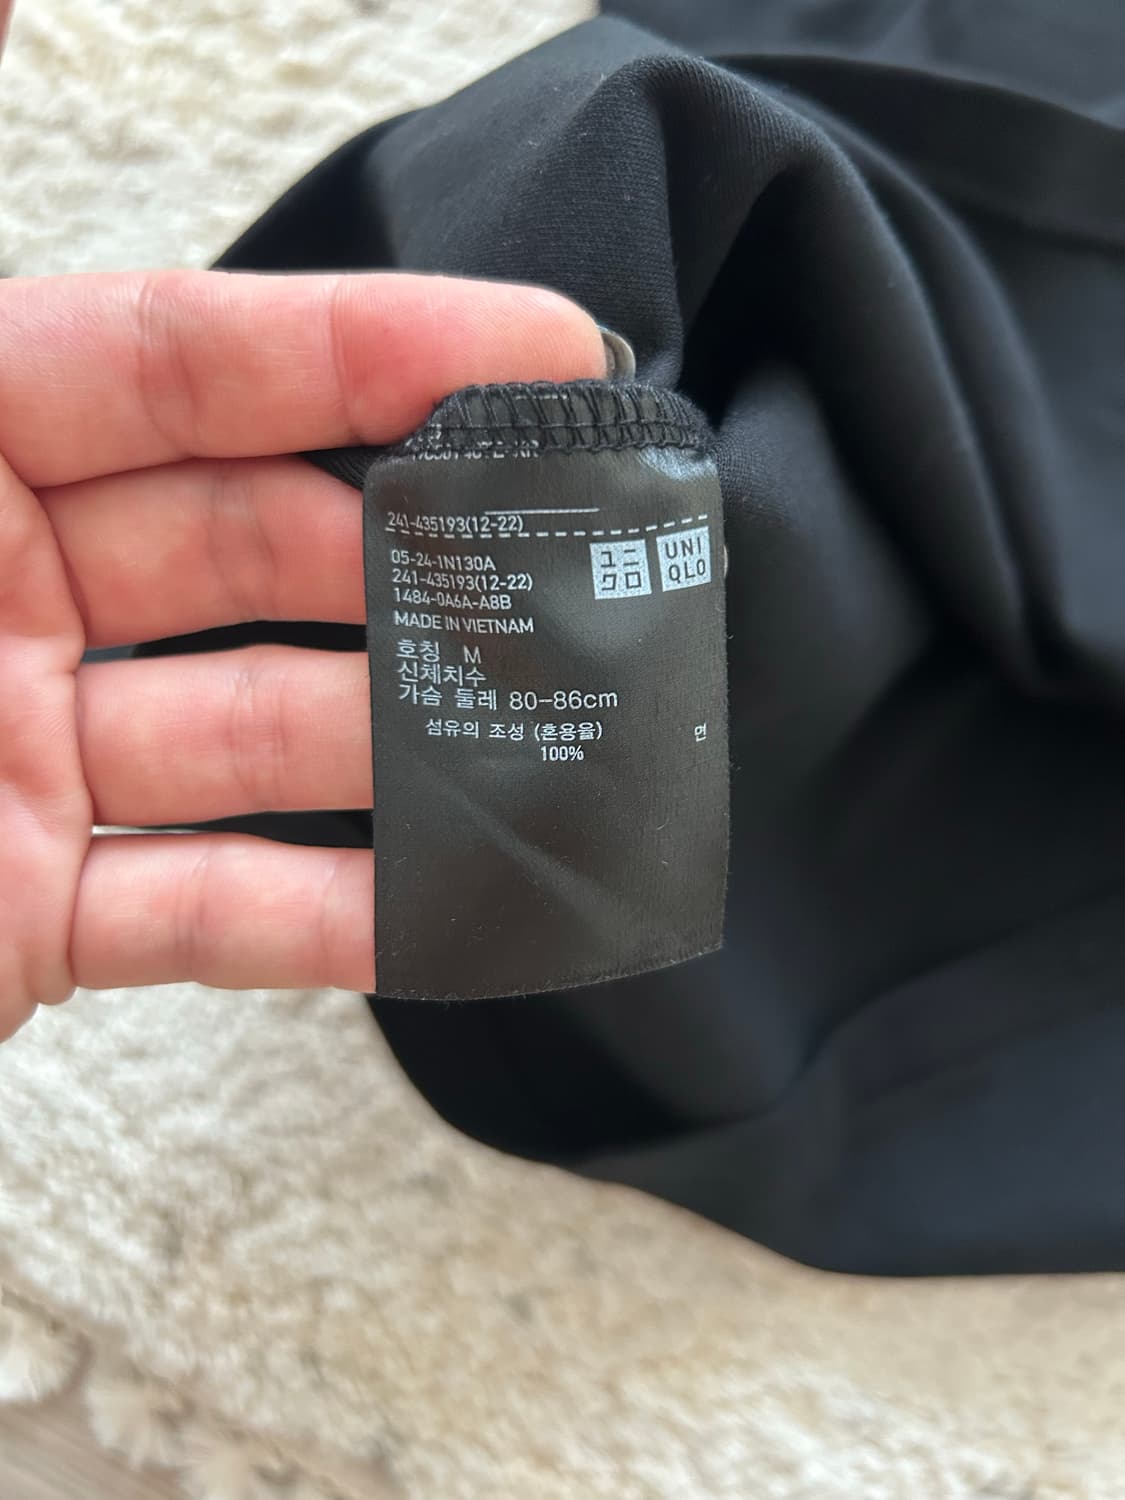 241-435193(12-22)
ユニ
クロ
UNI
QLO
05-24-1N130A
241-435193(12-22)
1484-0A6A-A8B
MADE IN VIETNAM
호칭 M
신체치수
가슴 둘레 80-86cm
섬유의 조성 (혼용율) 면
100%